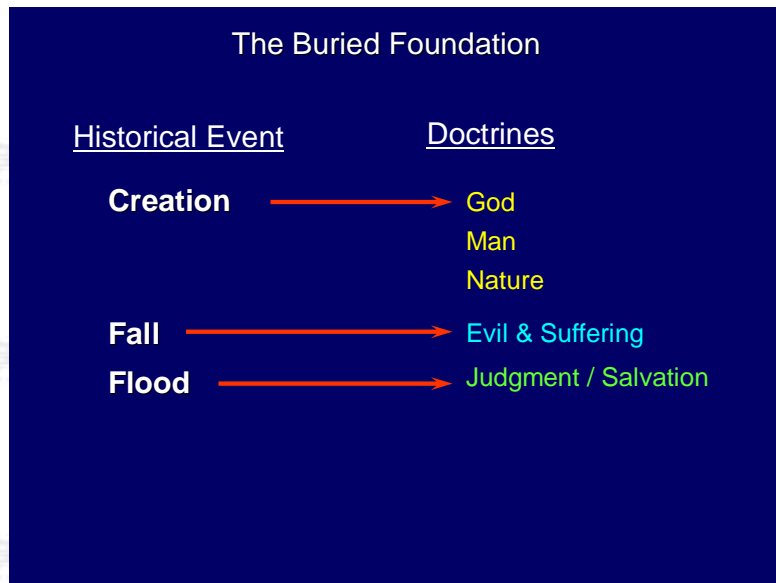 The Buried Foundation
Historical Event Doctrines
Creation God
Man
Nature
Fall Evil & Suffering
Flood Judgment / Salvation